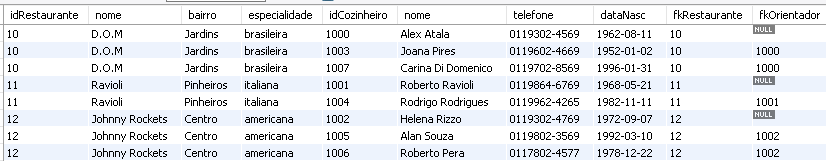 idRestaurante nome bairro especialidade idCozinheiro nome telefone dataNasc fkRestaurante fkOrientador
10 D.O.M Jardins brasileira 1000 Alex Atala 0119302-4569 1962-08-11 10 NULL
10 D.O.M Jardins brasileira 1003 Joana Pires 0119602-4669 1952-01-02 10 1000
10 D.O.M Jardins brasileira 1007 Carina Di Domenico 0119702-8569 1996-01-31 10 1000
11 Ravioli Pinheiros italiana 1001 Roberto Ravioli 0119864-6769 1968-05-21 11 NULL
11 Ravioli Pinheiros italiana 1004 Rodrigo Rodrigues 0119962-4265 1982-11-11 11 1001
12 Johnny Rockets Centro americana 1002 Helena Rizzo 0119302-4769 1972-09-07 12 NULL
12 Johnny Rockets Centro americana 1005 Alan Souza 0119802-3569 1992-03-10 12 1002
12 Johnny Rockets Centro americana 1006 Roberto Pera 0117802-4577 1978-12-22 12 1002